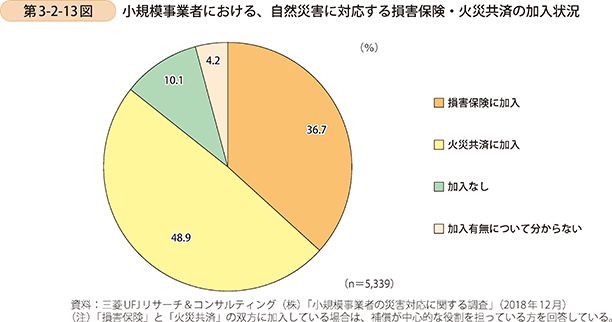 第3-2-13図 小規模事業者における、自然災害に対応する損害保険・火災共済の加入状況
(%)
4.2
10.1
36.7
48.9
損害保険に加入
火災共済に加入
加入なし
加入有無について分からない
(n=5,339)
資料:三菱UFJリサーチ&コンサルティング(株)「小規模事業者の災害対応に関する調査」(2018年12月)
(注)「損害保険」と「火災共済」の双方に加入している場合は、補償が中心的な役割を担っている方を回答している。